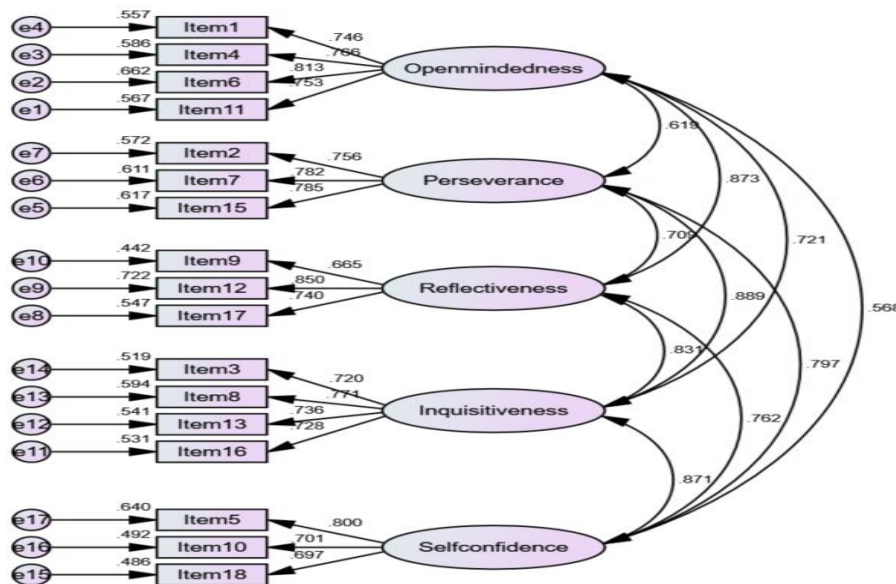 .557
e4 Item1
.746
.586
e3 Item4
.766
Openmindedness
.662
e2 Item6
.813
.567
e1 Item11
.753
.619
.572
e7 Item2
.756
.611
e6 Item7
.782
Perseverance
.873
.617
e5 Item15
.785
.709
.721
.442
e10 Item9
.665
.722
e9 Item12
.850
Reflectiveness
.889
.568
.547
e8 Item17
.740
.831
.797
.519
e14 Item3
.720
.594
e13 Item8
.771
Inquisitiveness
.762
.541
e12 Item13
.736
.531
e11 Item16
.728
.871
.640
e17 Item5
.800
.492
e16 Item10
.701
Selfconfidence
.486
e15 Item18
.697